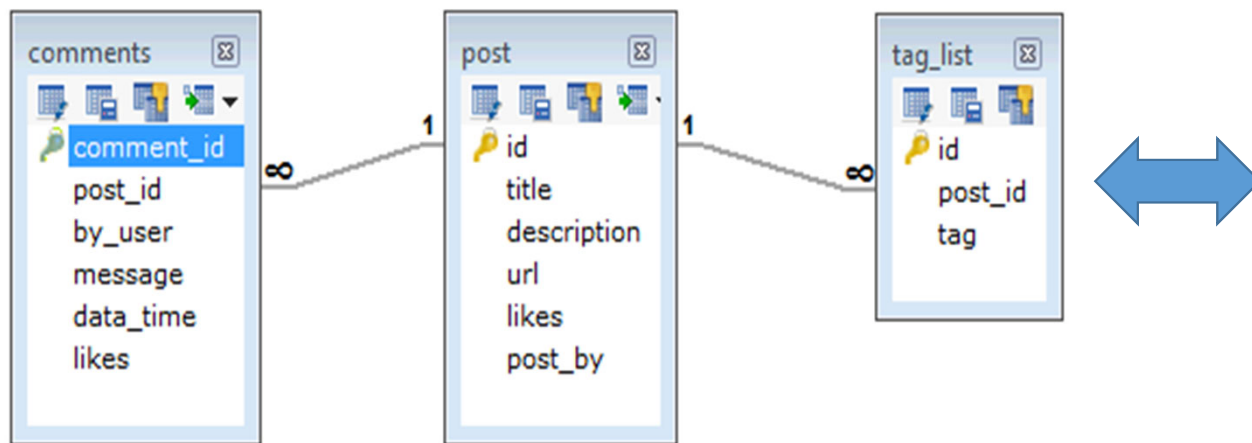 comments
comment_id
post_id
by_user
message
data_time
likes
∞
1
post
id
title
description
url
likes
post_by
1
∞
tag_list
id
post_id
tag